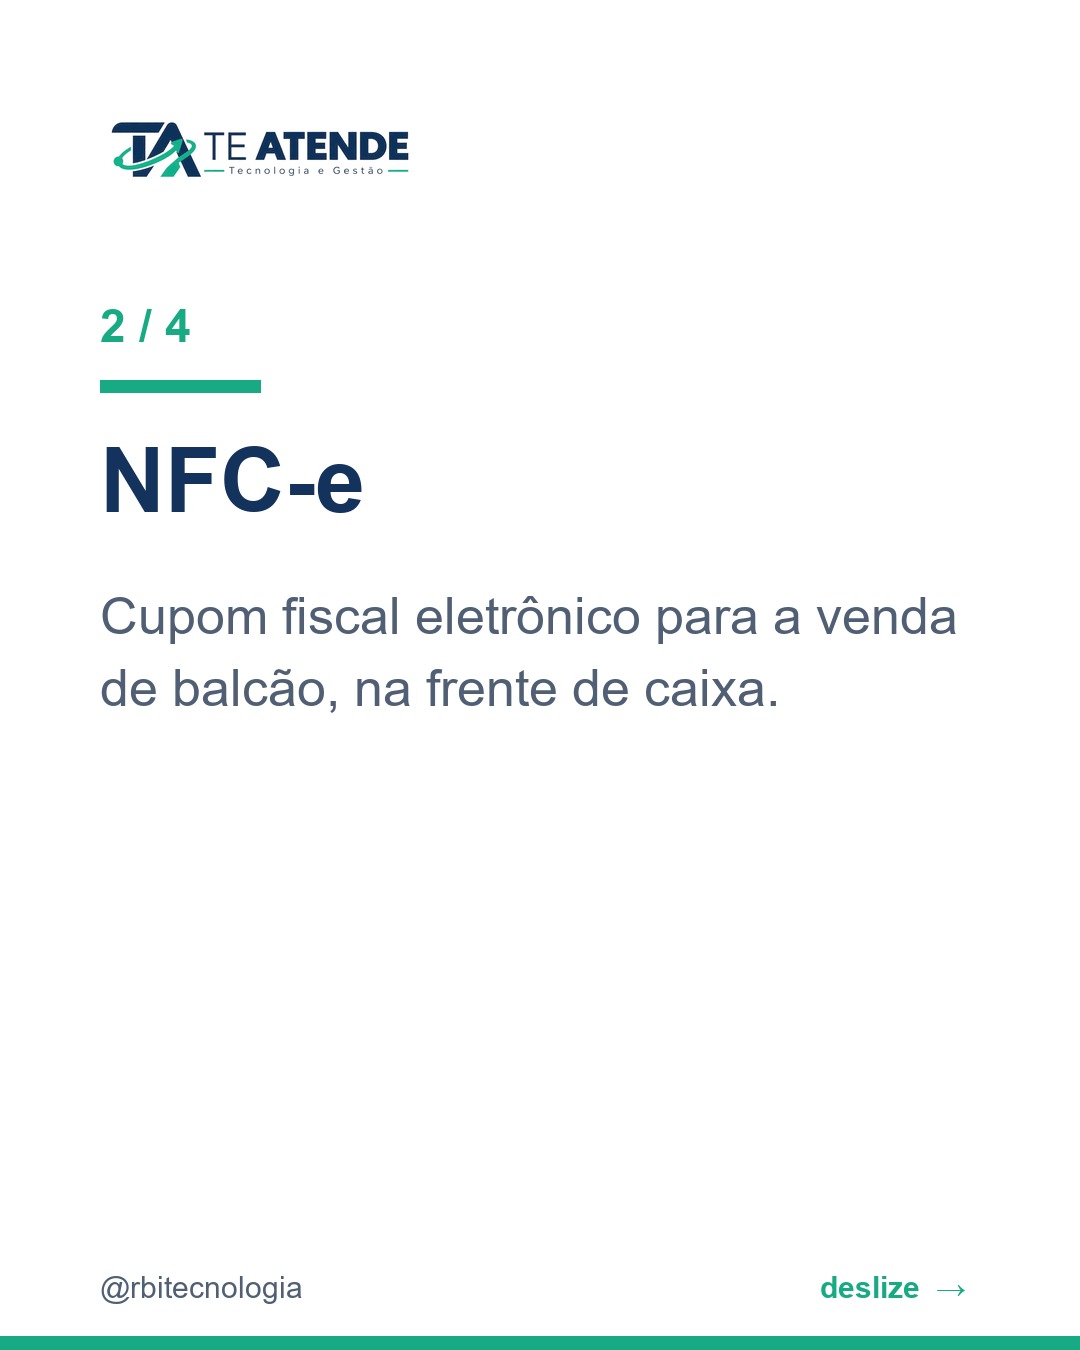 TA TE ATENDE
Tecnologia e Gestão
2 / 4
NFC-e
Cupom fiscal eletrônico para a venda
de balcão, na frente de caixa.
@rbitecnologia
deslize →